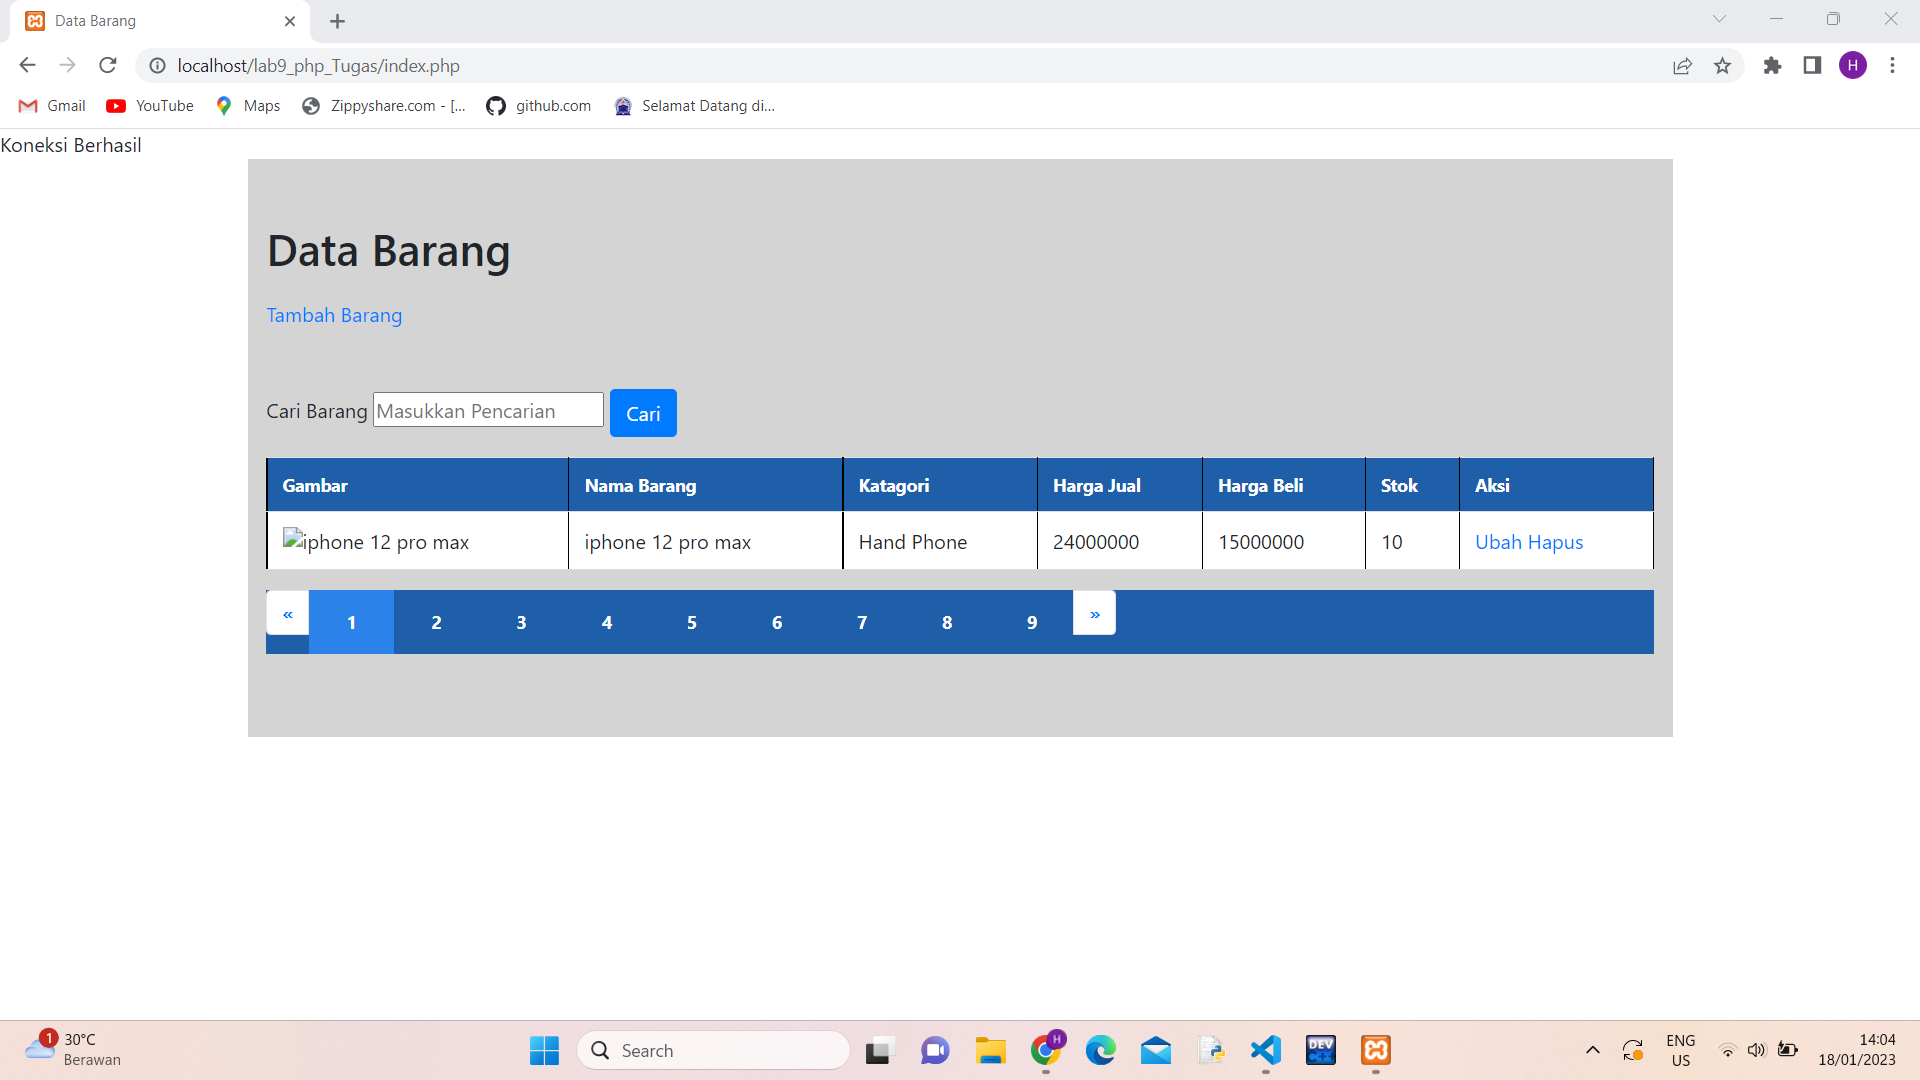 Data Barang
localhost/lab9_php_Tugas/index.php
H
Gmail YouTube Maps Zippyshare.com - [... github.com Selamat Datang di...
Koneksi Berhasil
Data Barang
Tambah Barang
Cari Barang Masukkan Pencarian Cari
Gambar Nama Barang Katagori Harga Jual Harga Beli Stok Aksi
iphone 12 pro max iphone 12 pro max Hand Phone 24000000 15000000 10 Ubah Hapus
« 1 2 3 4 5 6 7 8 9 »
1 30°C
Berawan
Search
H
DEV
ENG
US
14:04
18/01/2023